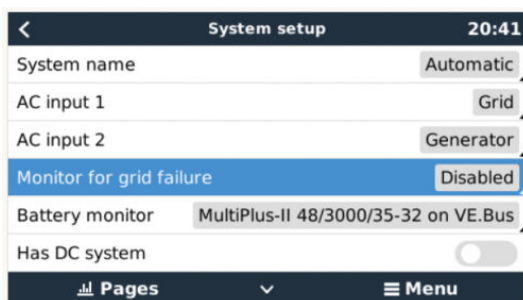 System setup 20:41
System name Automatic
AC input 1 Grid
AC input 2 Generator
Monitor for grid failure Disabled
Battery monitor MultiPlus-II 48/3000/35-32 on VE.Bus
Has DC system
Pages Menu